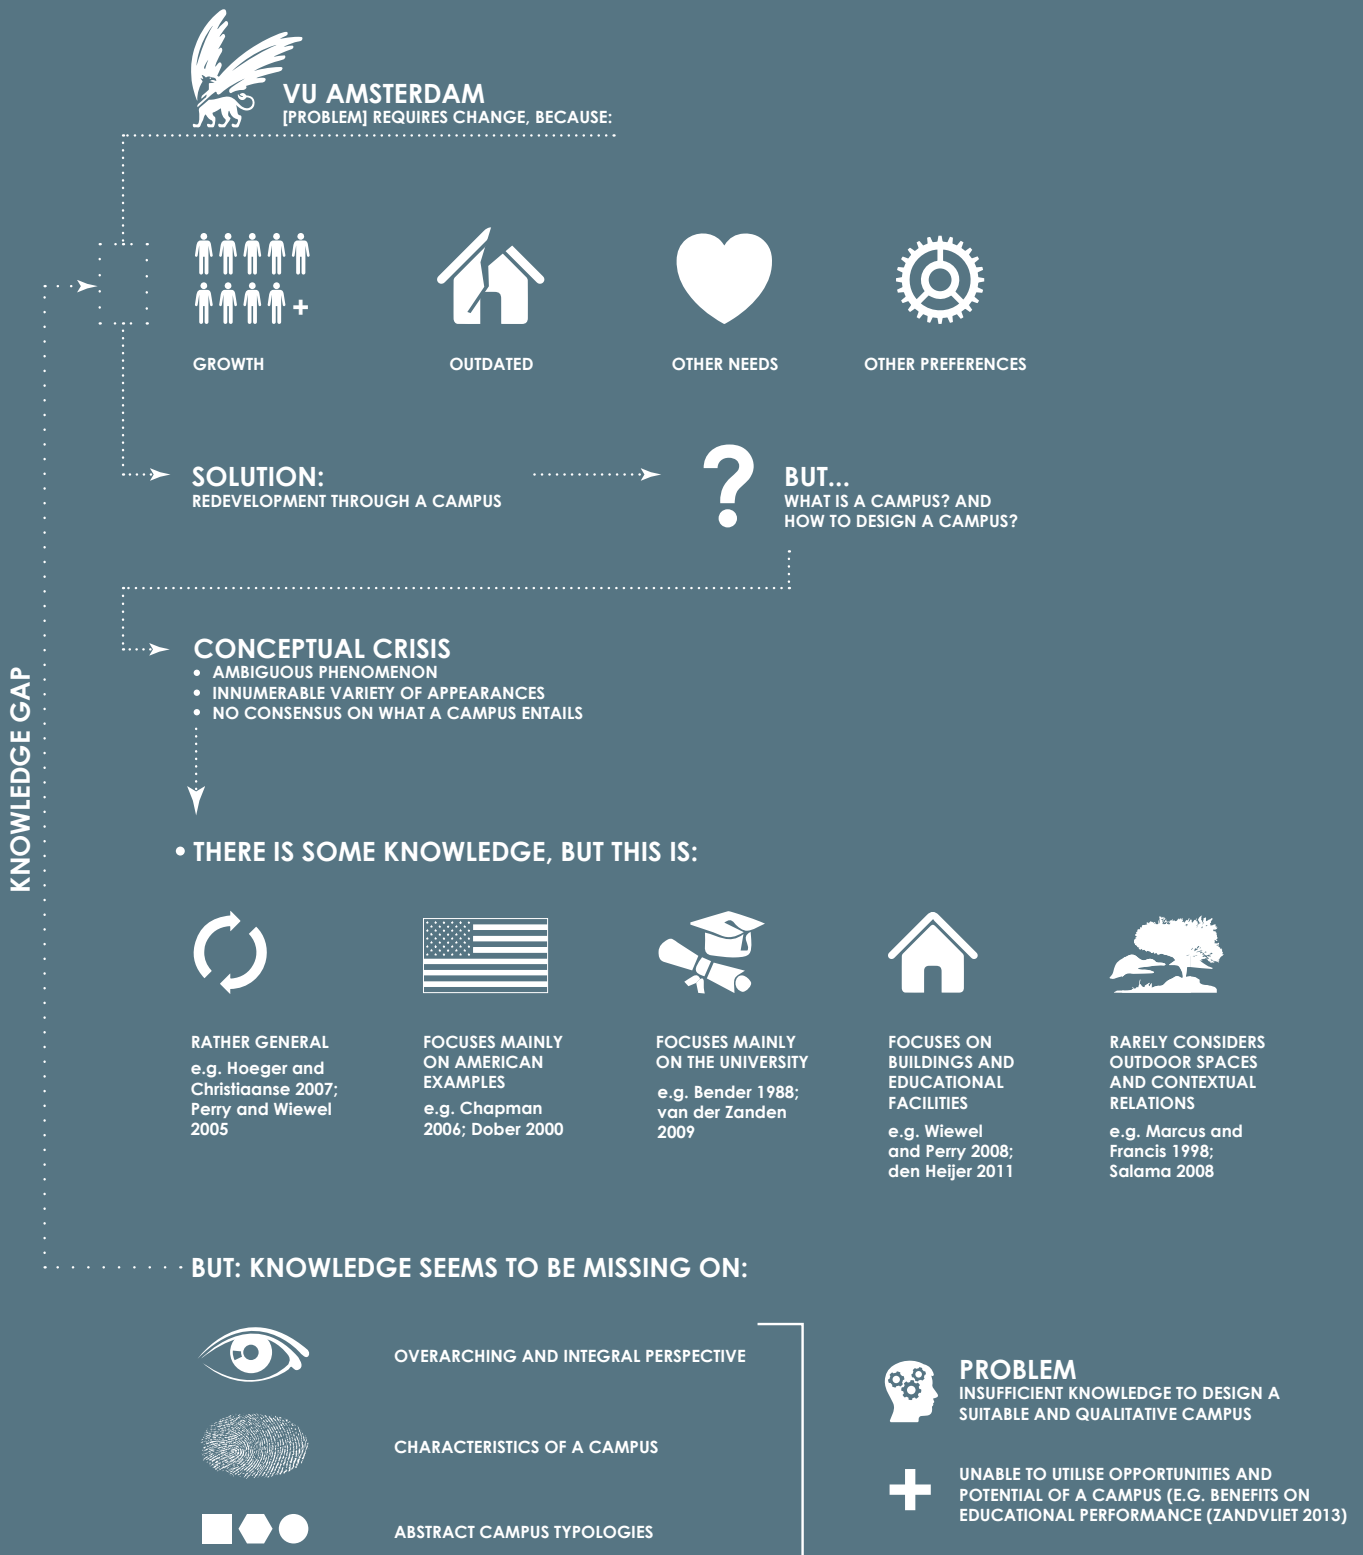 VU AMSTERDAM
[PROBLEM] REQUIRES CHANGE, BECAUSE:
GROWTH
OUTDATED
OTHER NEEDS
OTHER PREFERENCES
SOLUTION:
REDEVELOPMENT THROUGH A CAMPUS
?
BUT...
WHAT IS A CAMPUS? AND
HOW TO DESIGN A CAMPUS?
CONCEPTUAL CRISIS
• AMBIGUOUS PHENOMENON
• INNUMERABLE VARIETY OF APPEARANCES
• NO CONSENSUS ON WHAT A CAMPUS ENTAILS
KNOWLEDGE GAP
• THERE IS SOME KNOWLEDGE, BUT THIS IS:
RATHER GENERAL
e.g. Hoeger and
Christiaanse 2007;
Perry and Wiewel
2005
FOCUSES MAINLY
ON AMERICAN
EXAMPLES
e.g. Chapman
2006; Dober 2000
FOCUSES MAINLY
ON THE UNIVERSITY
e.g. Bender 1988;
van der Zanden
2009
FOCUSES ON
BUILDINGS AND
EDUCATIONAL
FACILITIES
e.g. Wiewel
and Perry 2008;
den Heijer 2011
RARELY CONSIDERS
OUTDOOR SPACES
AND CONTEXTUAL
RELATIONS
e.g. Marcus and
Francis 1998;
Salama 2008
BUT: KNOWLEDGE SEEMS TO BE MISSING ON:
OVERARCHING AND INTEGRAL PERSPECTIVE
CHARACTERISTICS OF A CAMPUS
ABSTRACT CAMPUS TYPOLOGIES
PROBLEM
INSUFFICIENT KNOWLEDGE TO DESIGN A
SUITABLE AND QUALITATIVE CAMPUS
UNABLE TO UTILISE OPPORTUNITIES AND
POTENTIAL OF A CAMPUS (E.G. BENEFITS ON
EDUCATIONAL PERFORMANCE (ZANDVLIET 2013)